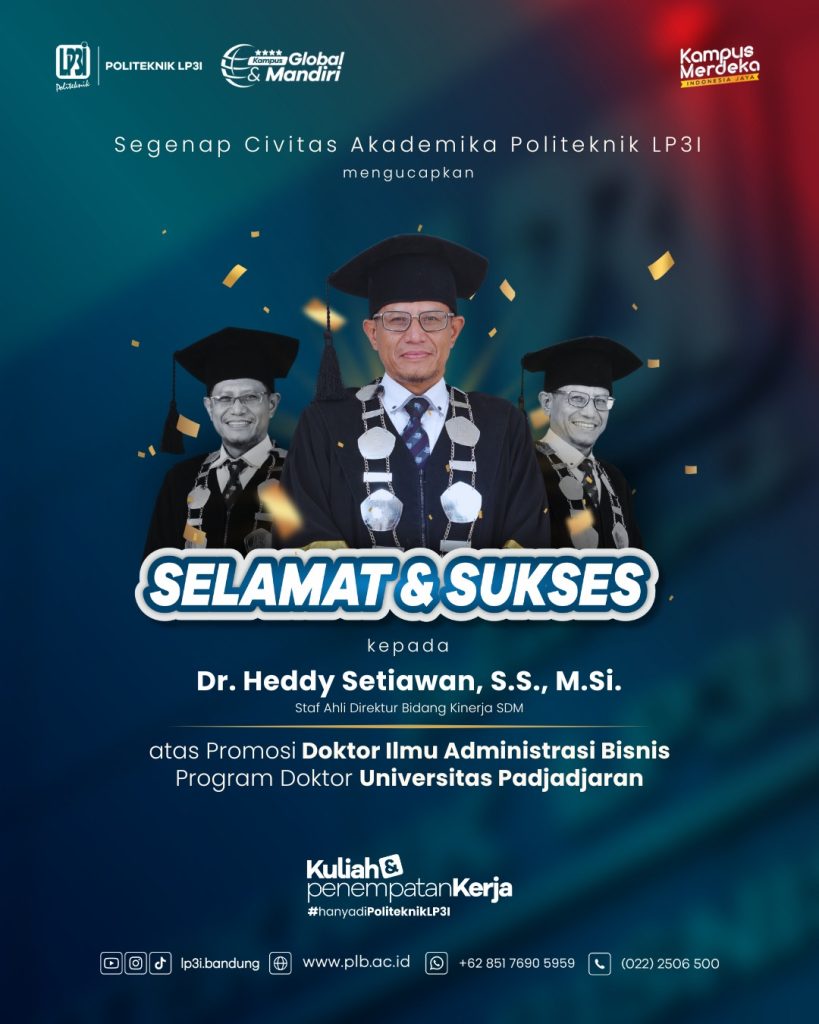 LP3I
Politeknik
POLITEKNIK LP3I
Kampus Global
& Mandiri
Kampus
Merdeka
INDONESIA JAYA
Segenap Civitas Akademika Politeknik LP3I
mengucapkan
SELAMAT & SUKSES
kepada
Dr. Heddy Setiawan, S.S., M.Si.
Staf Ahli Direktur Bidang Kinerja SDM
atas Promosi Doktor Ilmu Administrasi Bisnis
Program Doktor Universitas Padjadjaran
Kuliah &
penempatanKerja
#hanyadiPoliteknikLP3I
lp3i.bandung www.plb.ac.id +62 851 7690 5959 (022) 2506 500